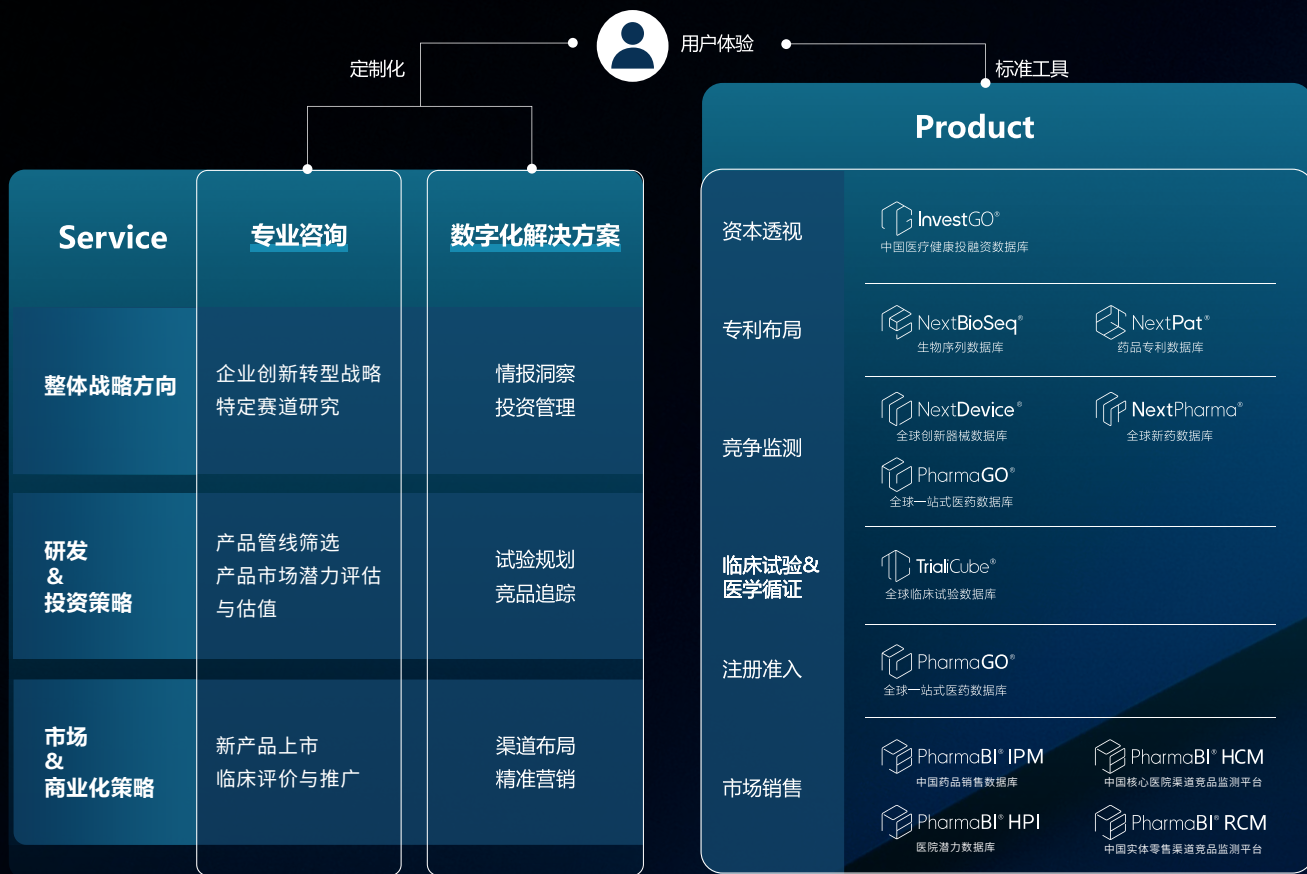 用户体验
定制化
标准工具
Service
专业咨询
数字化解决方案
整体战略方向
企业创新转型战略
特定赛道研究
情报洞察
投资管理
研发
&
投资策略
产品管线筛选
产品市场潜力评估
与估值
试验规划
竞品追踪
市场
&
商业化策略
新产品上市
临床评价与推广
渠道布局
精准营销
Product
资本透视
InvestGO®
中国医疗健康投融资数据库
专利布局
NextBioSeq®
生物序列数据库
NextPat®
药品专利数据库
竞争监测
NextDevice®
全球创新器械数据库
NextPharma®
全球新药数据库
PharmaGO®
全球一站式医药数据库
临床试验&
医学循证
TrialiCube®
全球临床试验数据库
注册准入
PharmaGO®
全球一站式医药数据库
市场销售
PharmaBI® IPM
中国药品销售数据库
PharmaBI® HCM
中国核心医院渠道竞品监测平台
PharmaBI® HPI
医院潜力数据库
PharmaBI® RCM
中国实体零售渠道竞品监测平台